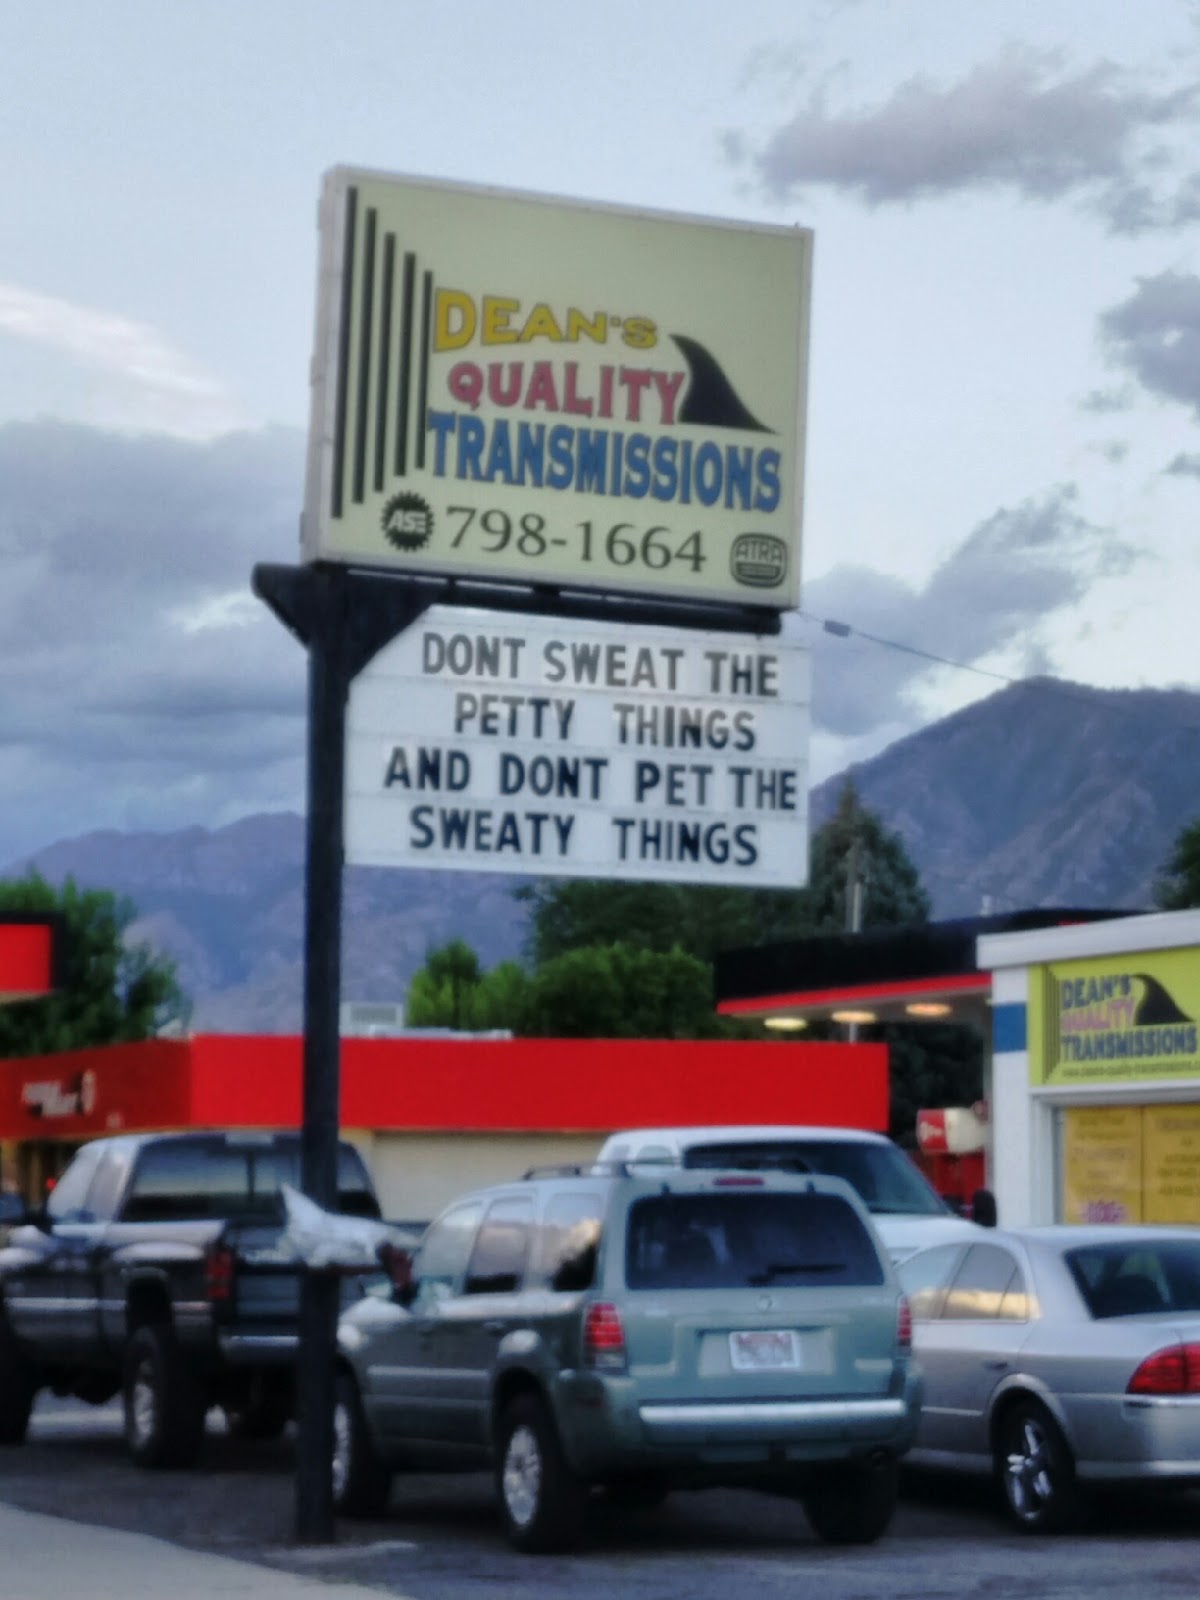 DEAN'S
QUALITY
TRANSMISSIONS
ASE 798-1664 ATRA
DONT SWEAT THE
PETTY THINGS
AND DONT PET THE
SWEATY THINGS
DEAN'S
QUALITY
TRANSMISSIONS